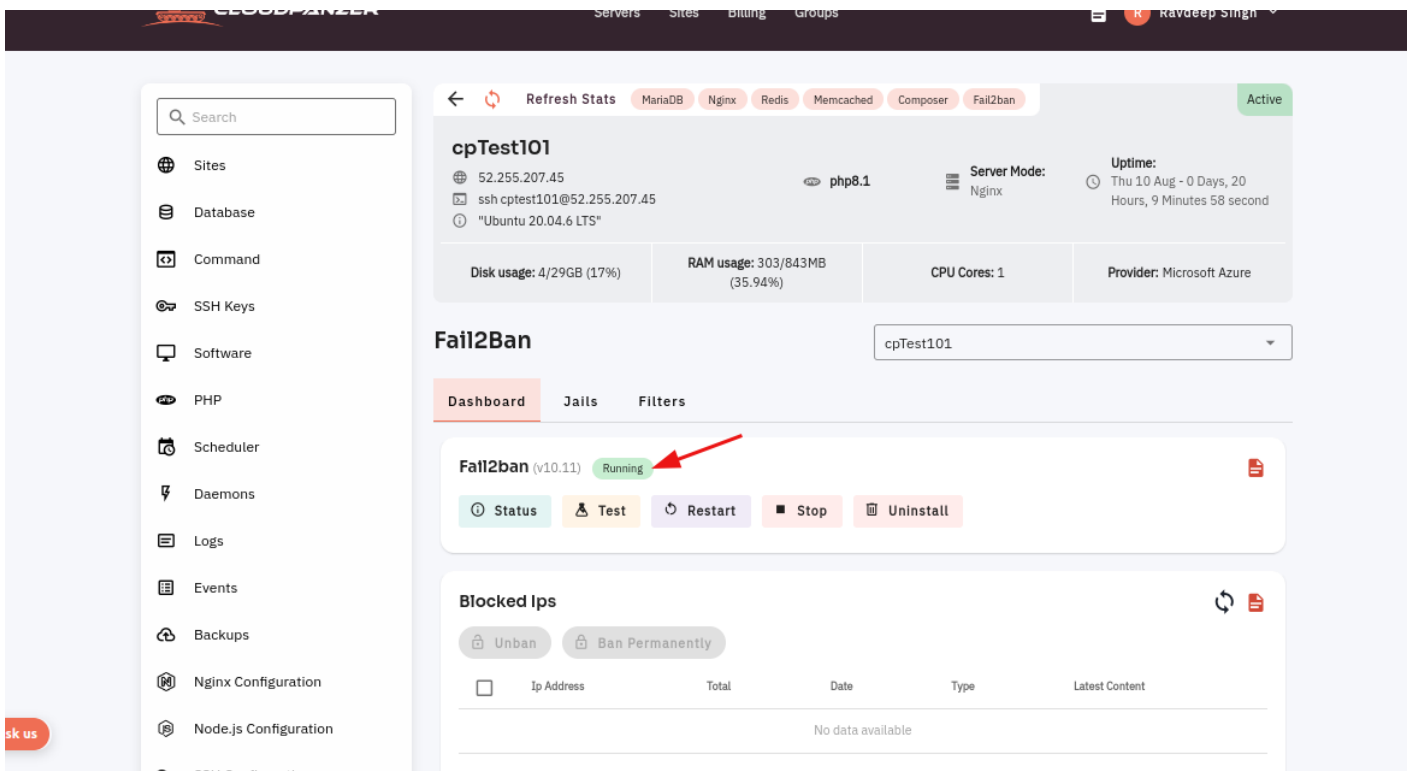 CLOUDPANZER
Servers Sites Billing Groups
R Ravdeep Singh
Search
Sites
Database
Command
SSH Keys
Software
PHP
Scheduler
Daemons
Logs
Events
Backups
Nginx Configuration
Node.js Configuration
sk us
Refresh Stats MariaDB Nginx Redis Memcached Composer Fail2ban Active
cpTest101
52.255.207.45
ssh cptest101@52.255.207.45
"Ubuntu 20.04.6 LTS"
php8.1
Server Mode:
Nginx
Uptime:
Thu 10 Aug - 0 Days, 20
Hours, 9 Minutes 58 second
Disk usage: 4/29GB (17%)
RAM usage: 303/843MB
(35.94%)
CPU Cores: 1
Provider: Microsoft Azure
Fail2Ban
cpTest101
Dashboard Jails Filters
Fail2ban (v10.11) Running
Status Test Restart Stop Uninstall
Blocked Ips
Unban Ban Permanently
Ip Address Total Date Type Latest Content
No data available